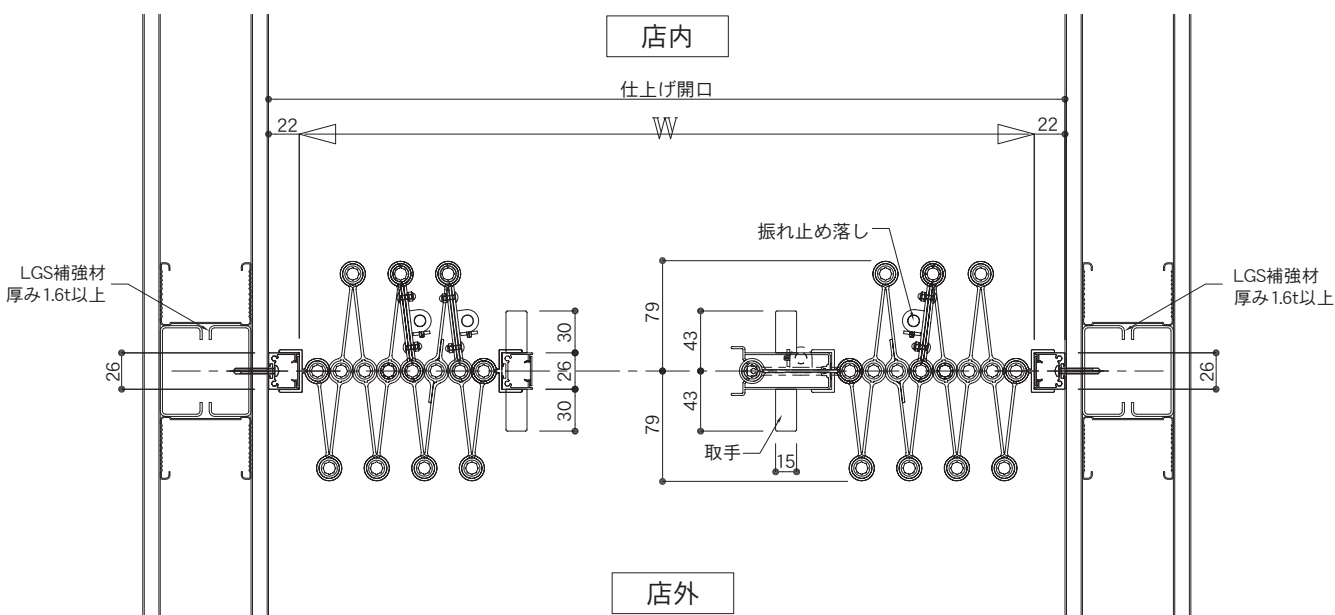 店内
仕上げ開口
22
W
22
振れ止め落し
LGS補強材
厚み1.6t以上
LGS補強材
厚み1.6t以上
79
43
30
26
26
26
30
43
79
取手
15
店外